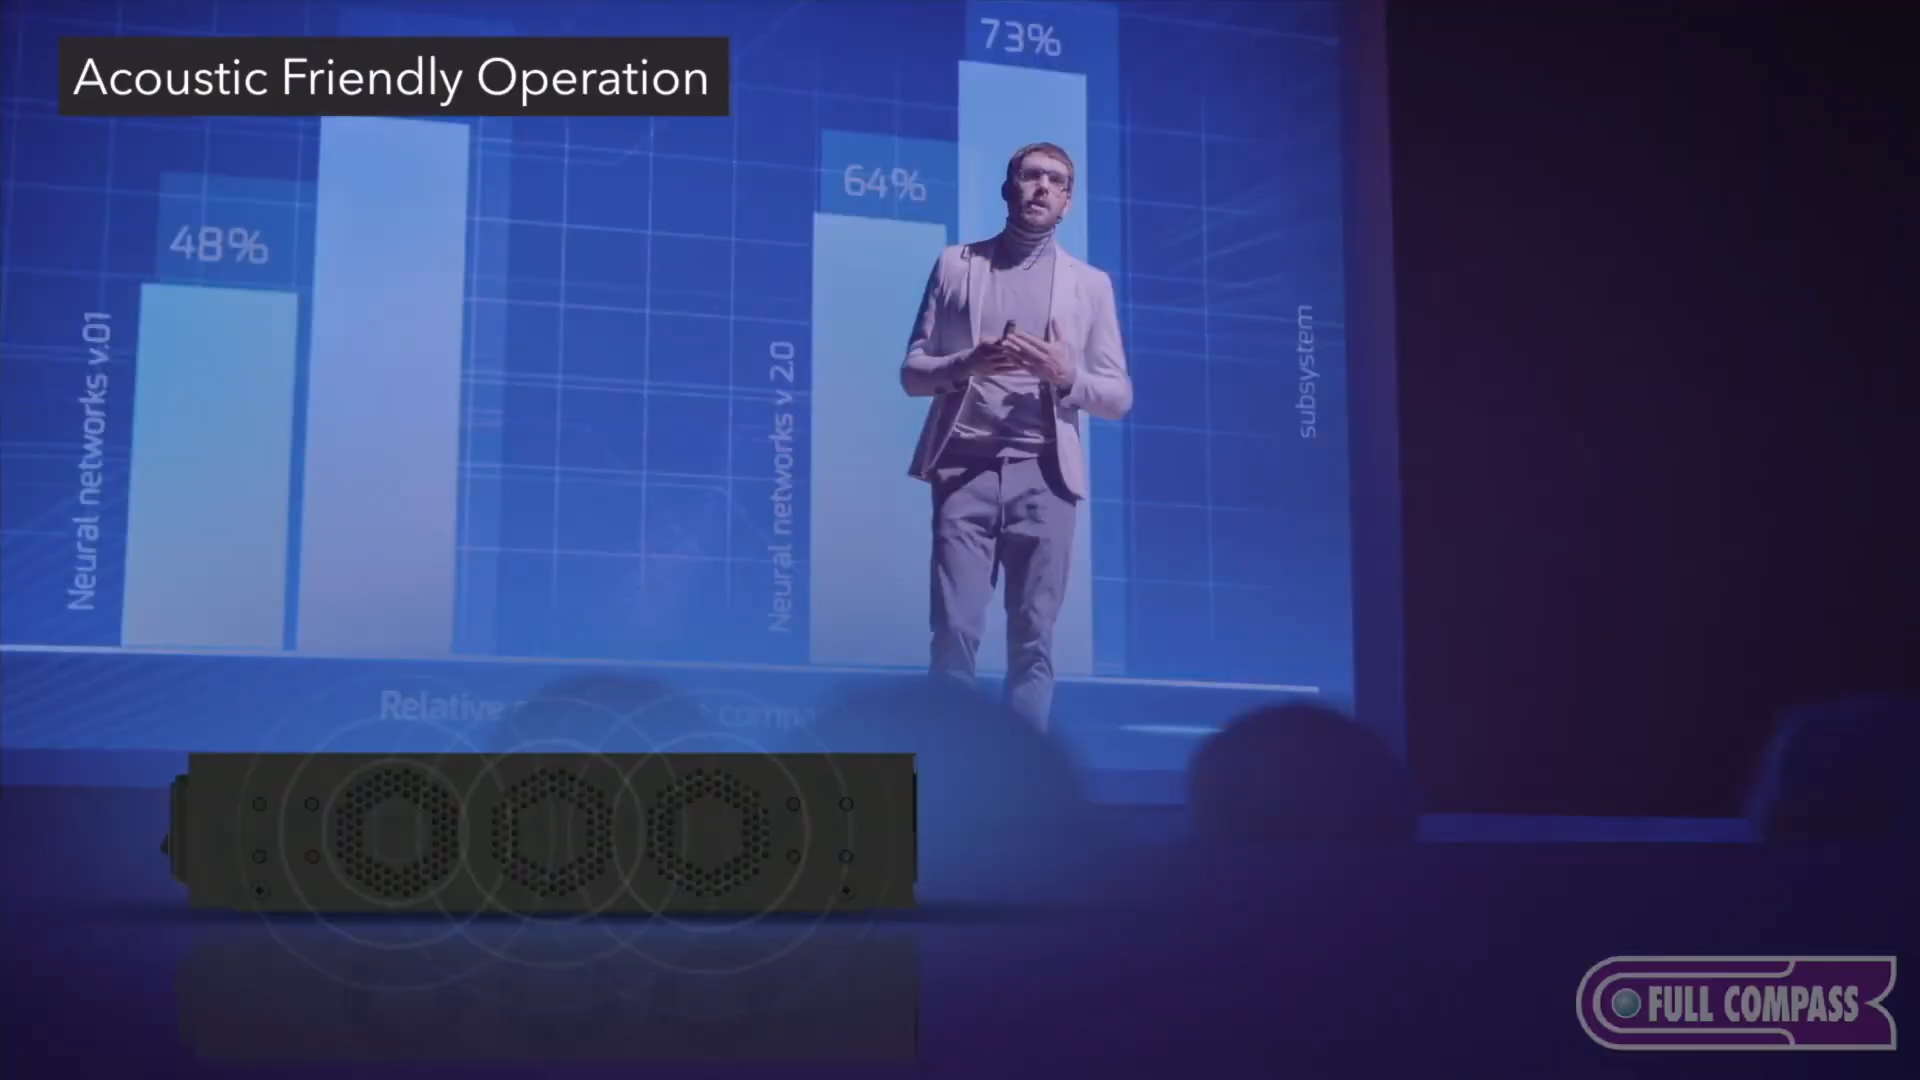 Acoustic Friendly Operation
73%
64%
48%
Neural networks v.01
Neural networks v 2.0
subsystem
Relative
FULL COMPASS